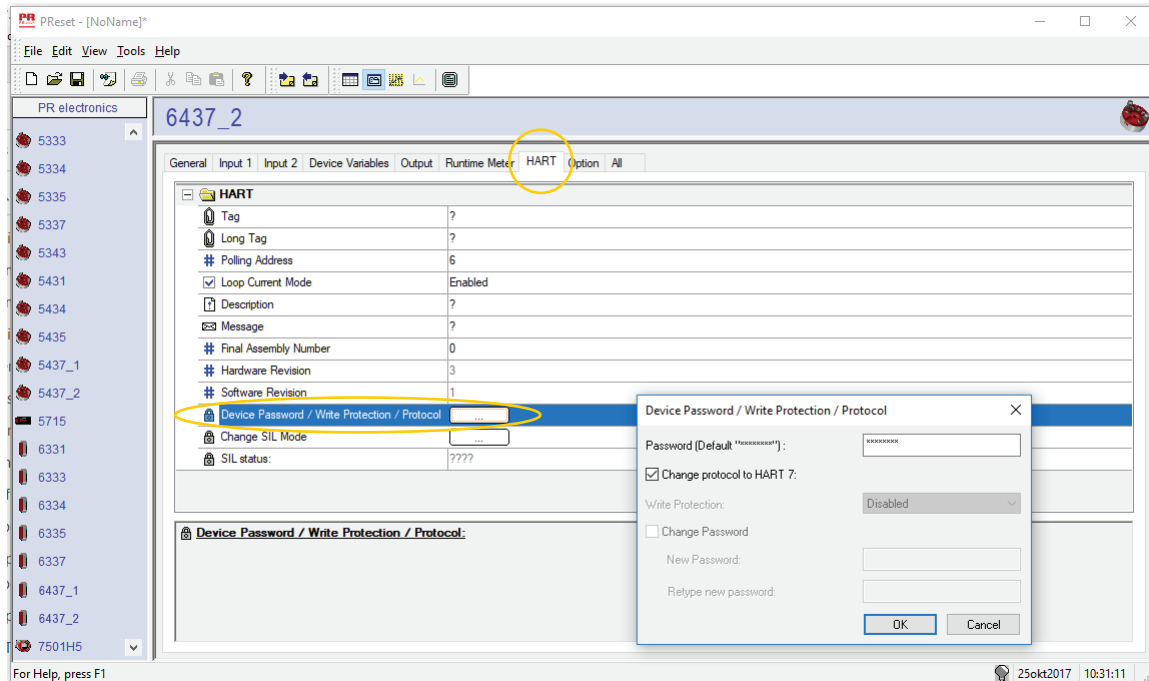 PR PReset - [NoName]*
File Edit View Tools Help
PR electronics
5333
5334
5335
5337
5343
5431
5434
5435
5437_1
5437_2
5715
6331
6333
6334
6335
6337
6437_1
6437_2
7501H5
6437_2
General Input 1 Input 2 Device Variables Output Runtime Meter HART Option All
HART
Tag ?
Long Tag ?
# Polling Address 6
Loop Current Mode Enabled
Description ?
Message ?
# Final Assembly Number 0
# Hardware Revision 3
# Software Revision 1
Device Password / Write Protection / Protocol ...
Change SIL Mode ...
SIL status: ????
Device Password / Write Protection / Protocol:
Device Password / Write Protection / Protocol
Password (Default "********") : ********
Change protocol to HART 7:
Write Protection: Disabled
Change Password
New Password:
Retype new password:
OK Cancel
For Help, press F1 25okt2017 10:31:11